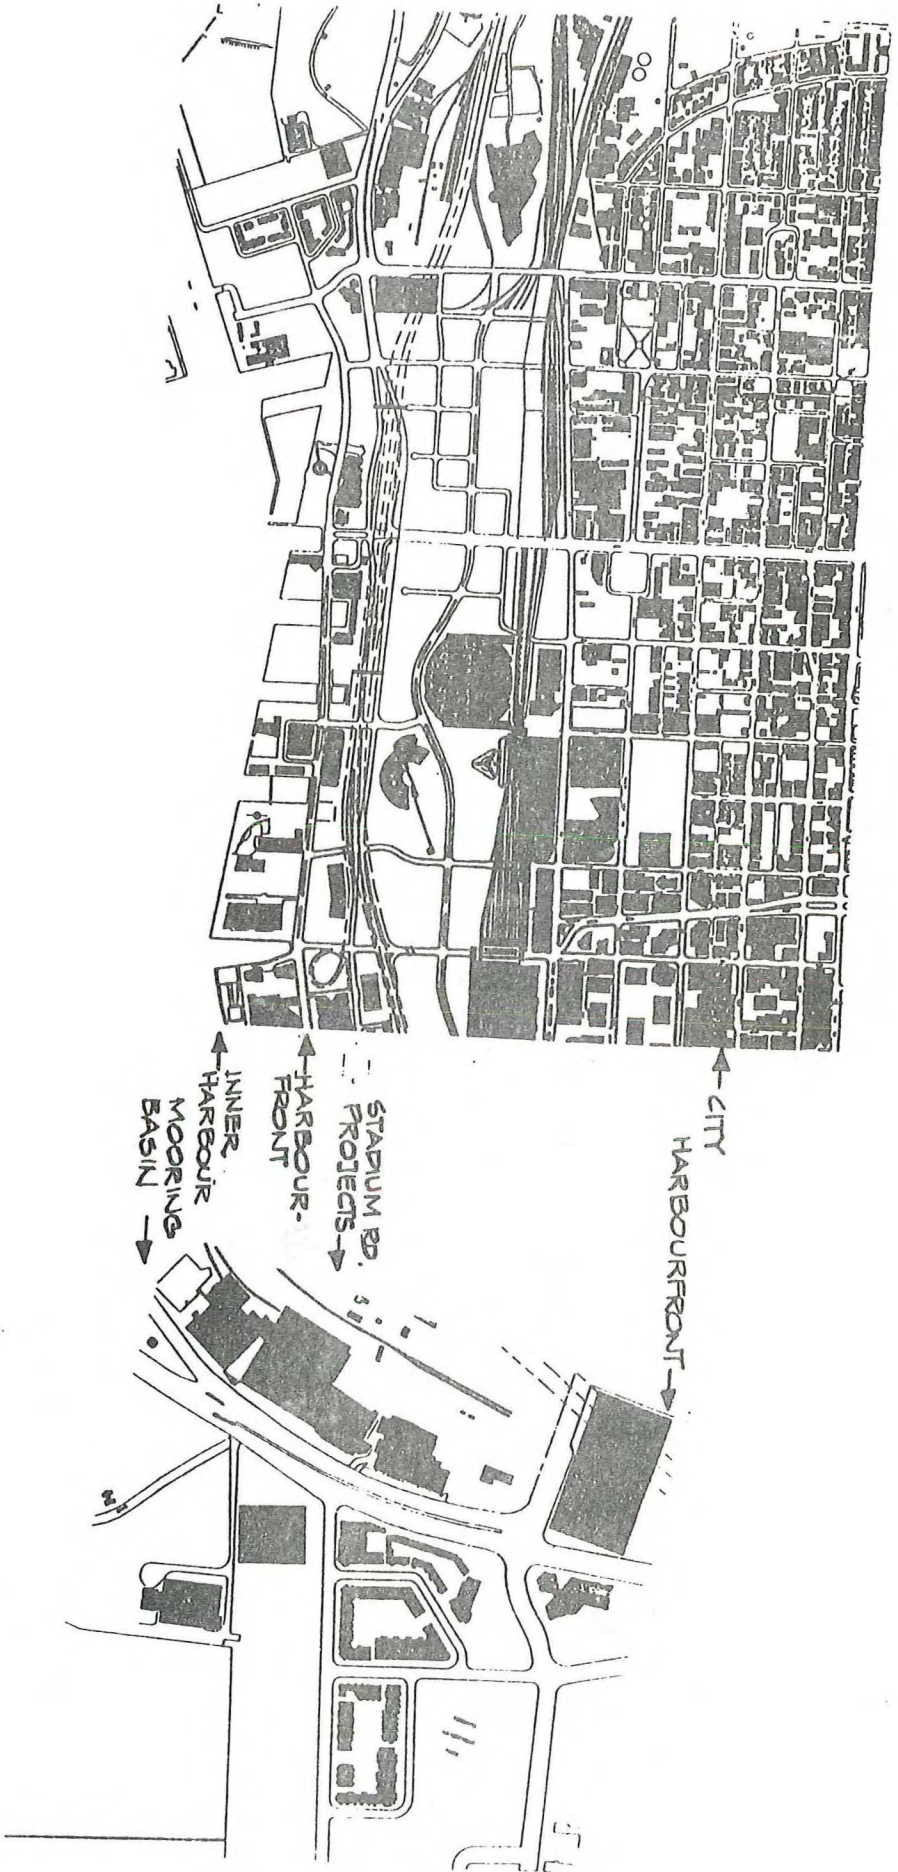 CITY
HARBOURFRONT
STADIUM RD.
PROJECTS
HARBOUR-
FRONT
INNER
HARBOUR
MOORING
BASIN